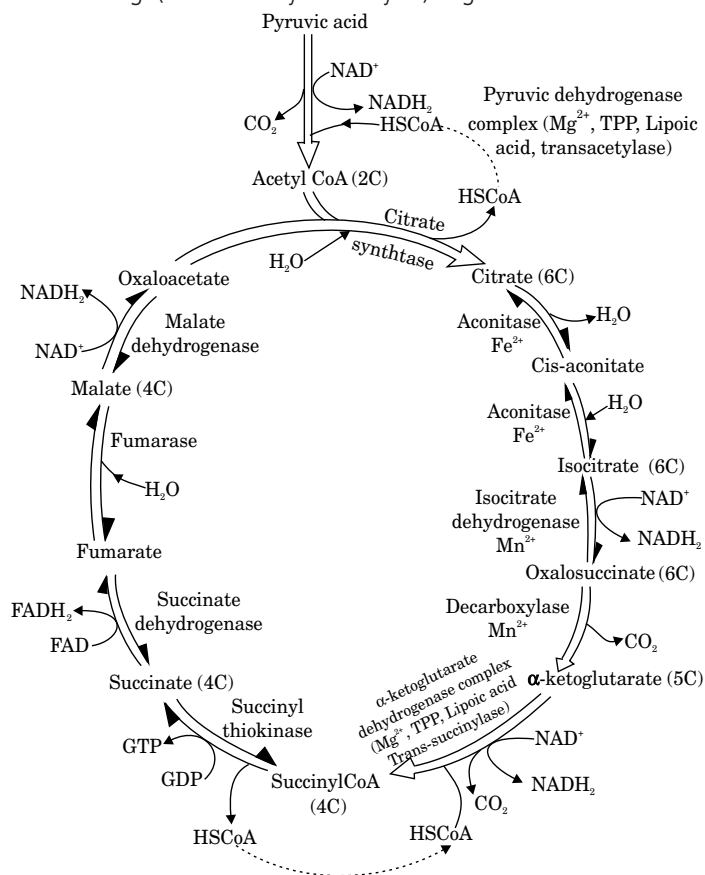 Pyruvic acid
NAD⁺
NADH₂
CO₂
HSCoA
Pyruvic dehydrogenase
complex (Mg²⁺, TPP, Lipoic
acid, transacetylase)
Acetyl CoA (2C)
HSCoA
Citrate
synthtase
H₂O
Oxaloacetate
Citrate (6C)
NADH₂
NAD⁺
Malate
dehydrogenase
Aconitase
Fe²⁺
H₂O
Cis-aconitate
Malate (4C)
Aconitase
Fe²⁺
H₂O
Fumarase
H₂O
Isocitrate (6C)
Isocitrate
dehydrogenase
Mn²⁺
NAD⁺
NADH₂
Fumarate
Oxalosuccinate (6C)
FADH₂
FAD
Succinate
dehydrogenase
Decarboxylase
Mn²⁺
CO₂
Succinate (4C)
α-ketoglutarate
dehydrogenase complex
(Mg²⁺, TPP, Lipoic acid
Trans-succinylase)
α-ketoglutarate (5C)
Succinyl
thiokinase
GTP
GDP
NAD⁺
NADH₂
SuccinylCoA
(4C)
CO₂
HSCoA
HSCoA